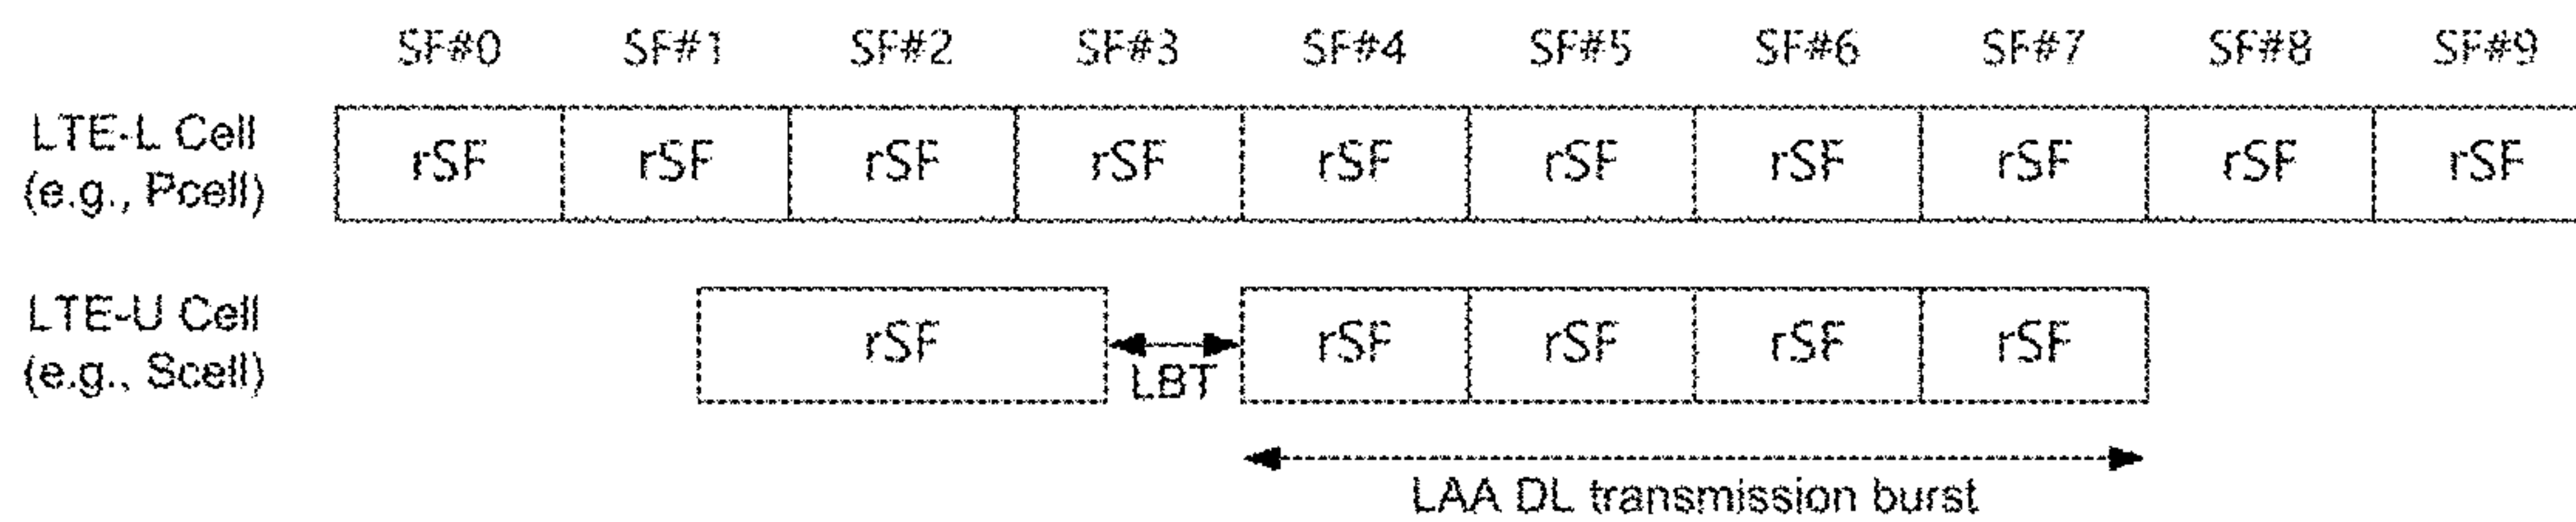 SF#0 SF#1 SF#2 SF#3 SF#4 SF#5 SF#6 SF#7 SF#8 SF#9
LTE-L Cell
(e.g., Pcell)
rSF rSF rSF rSF rSF rSF rSF rSF rSF rSF
LTE-U Cell
(e.g., Scell)
rSF LBT rSF rSF rSF rSF
LAA DL transmission burst